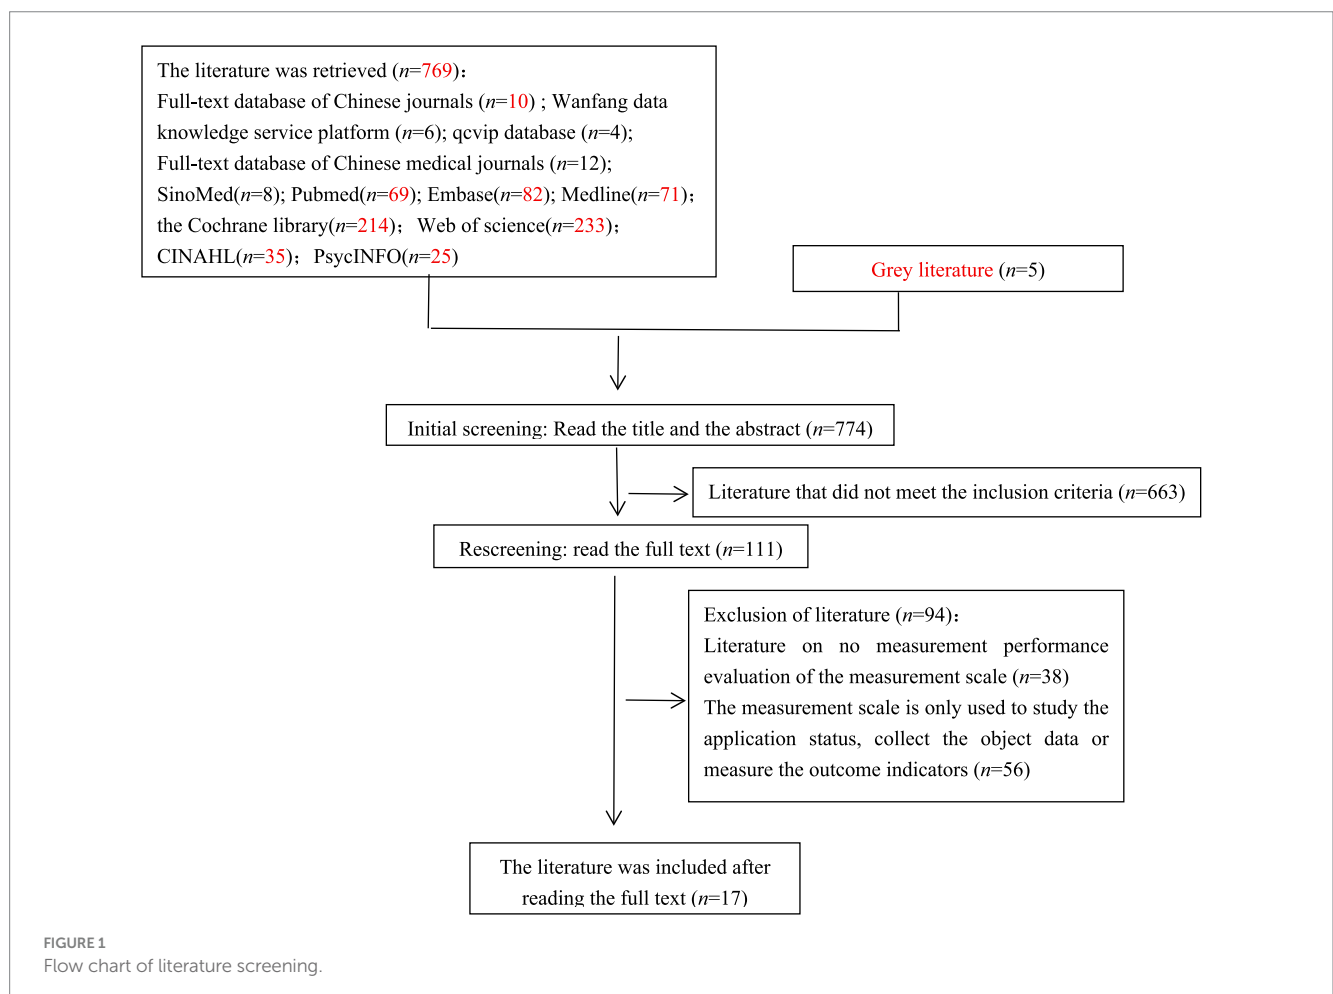 The literature was retrieved (n=769)：
Full-text database of Chinese journals (n=10) ; Wanfang data
knowledge service platform (n=6); qcvip database (n=4);
Full-text database of Chinese medical journals (n=12);
SinoMed(n=8); Pubmed(n=69); Embase(n=82); Medline(n=71)；
the Cochrane library(n=214)； Web of science(n=233)；
CINAHL(n=35)； PsycINFO(n=25)
Grey literature (n=5)
Initial screening: Read the title and the abstract (n=774)
Literature that did not meet the inclusion criteria (n=663)
Rescreening: read the full text (n=111)
Exclusion of literature (n=94)：
Literature on no measurement performance
evaluation of the measurement scale (n=38)
The measurement scale is only used to study the
application status, collect the object data or
measure the outcome indicators (n=56)
The literature was included after
reading the full text (n=17)
FIGURE 1
Flow chart of literature screening.